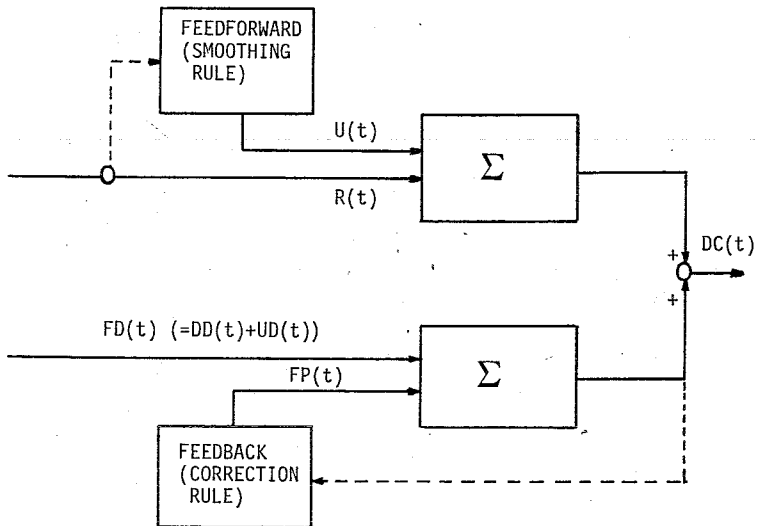 FEEDFORWARD
(SMOOTHING
RULE)
U(t)
Σ
R(t)
+
DC(t)
+
FD(t) (=DD(t)+UD(t))
Σ
FP(t)
FEEDBACK
(CORRECTION
RULE)